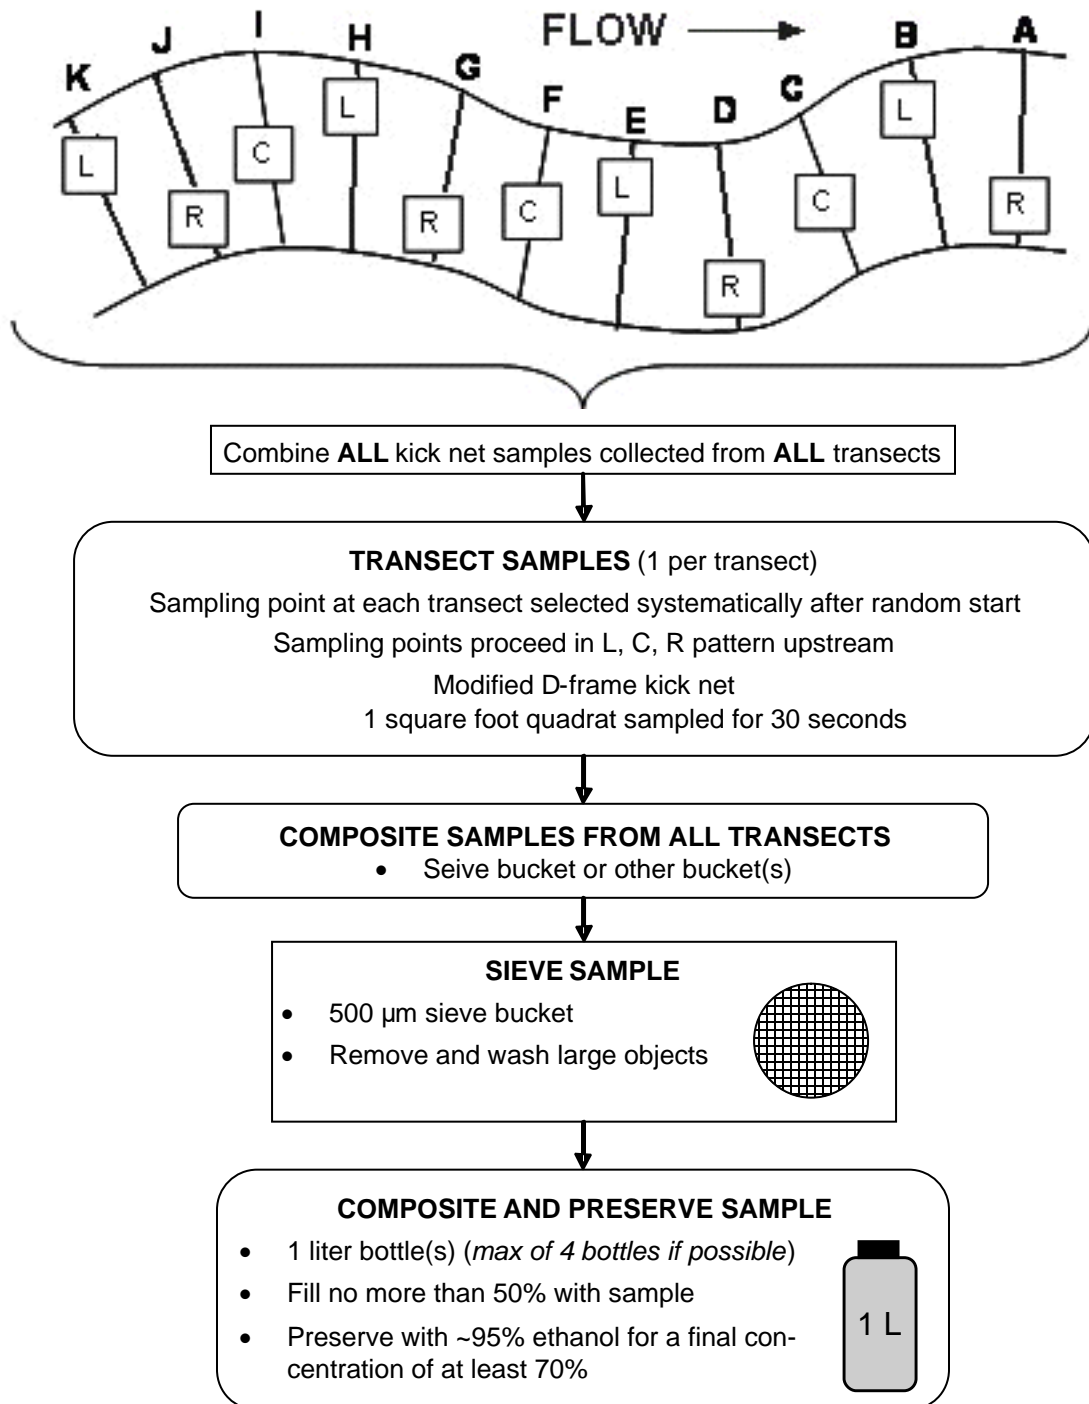 FLOW
K J I H G F E D C B A
L R C L R C L R C L R
Combine ALL kick net samples collected from ALL transects
TRANSECT SAMPLES (1 per transect)
Sampling point at each transect selected systematically after random start
Sampling points proceed in L, C, R pattern upstream
Modified D-frame kick net
1 square foot quadrat sampled for 30 seconds
COMPOSITE SAMPLES FROM ALL TRANSECTS
• Seive bucket or other bucket(s)
SIEVE SAMPLE
• 500 µm sieve bucket
• Remove and wash large objects
COMPOSITE AND PRESERVE SAMPLE
• 1 liter bottle(s) (max of 4 bottles if possible)
• Fill no more than 50% with sample
• Preserve with ~95% ethanol for a final con-
centration of at least 70%
1 L